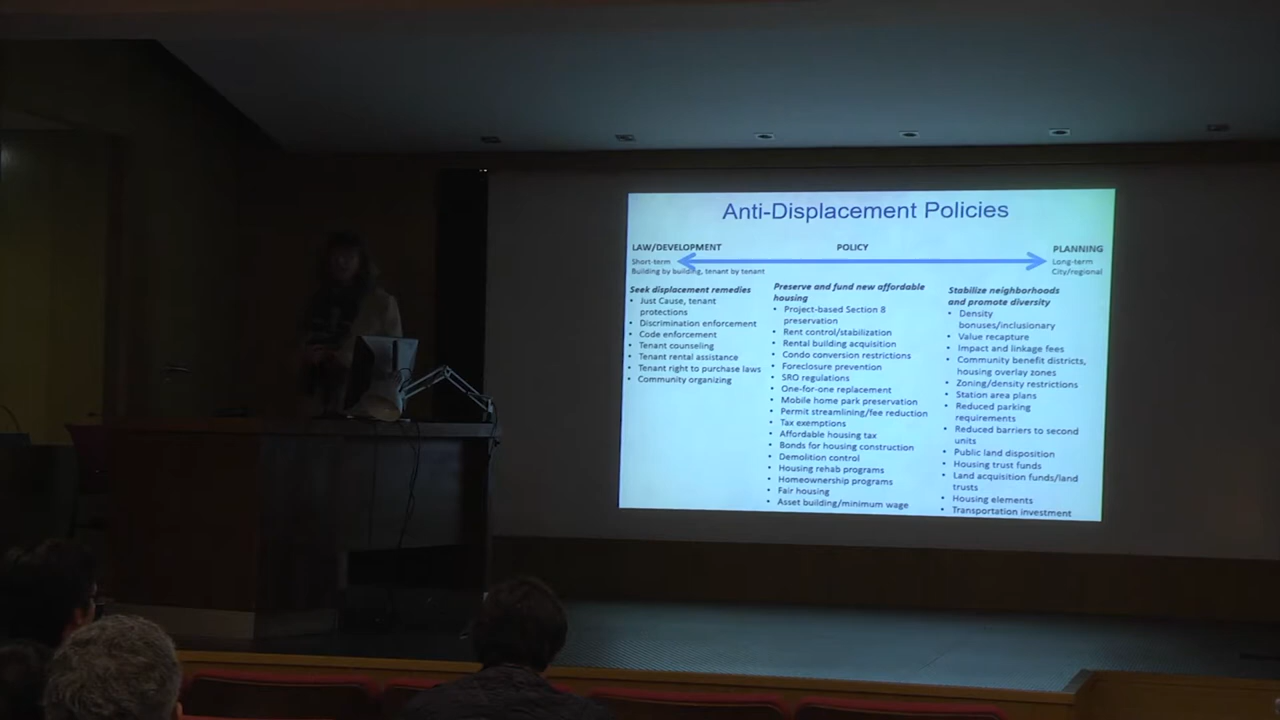 Anti-Displacement Policies
LAW/DEVELOPMENT
POLICY
PLANNING
Short-term
Building by building, tenant by tenant
Long-term
City/regional
Seek displacement remedies
• Just Cause, tenant
protections
• Discrimination enforcement
• Code enforcement
• Tenant counseling
• Tenant rental assistance
• Tenant right to purchase laws
• Community organizing
Preserve and fund new affordable
housing
• Project-based Section 8
preservation
• Rent control/stabilization
• Rental building acquisition
• Condo conversion restrictions
• Foreclosure prevention
• SRO regulations
• One-for-one replacement
• Mobile home park preservation
• Permit streamlining/fee reduction
• Tax exemptions
• Affordable housing tax
• Bonds for housing construction
• Demolition control
• Housing rehab programs
• Homeownership programs
• Fair housing
• Asset building/minimum wage
Stabilize neighborhoods
and promote diversity
• Density
bonuses/inclusionary
• Value recapture
• Impact and linkage fees
• Community benefit districts,
housing overlay zones
• Zoning/density restrictions
• Station area plans
• Reduced parking
requirements
• Reduced barriers to second
units
• Public land disposition
• Housing trust funds
• Land acquisition funds/land
trusts
• Housing elements
• Transportation investment